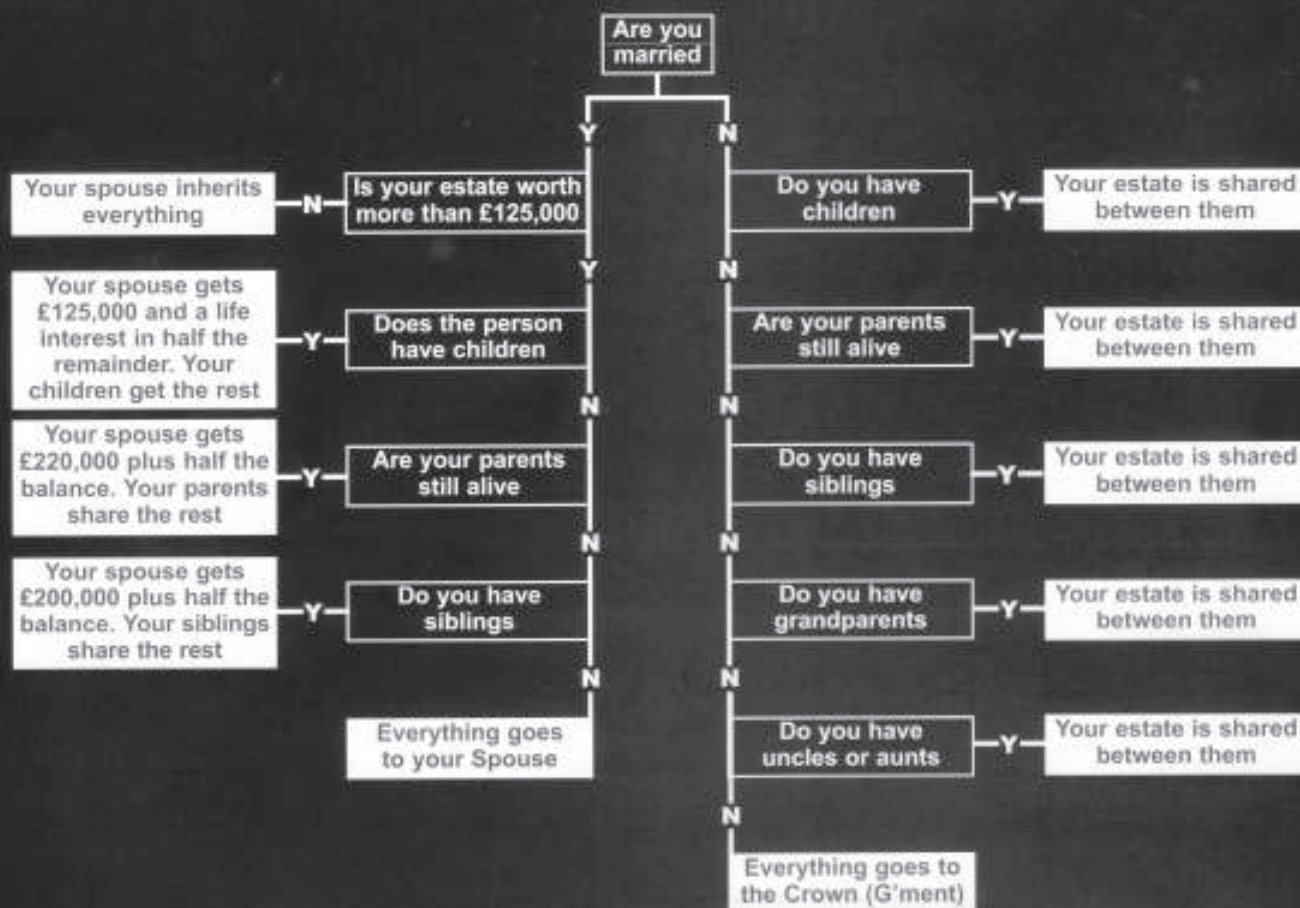 Are you
married
Y
N
Your spouse inherits
everything
N
Is your estate worth
more than £125,000
Do you have
children
Y
Your estate is shared
between them
Y
N
Your spouse gets
£125,000 and a life
interest in half the
remainder. Your
children get the rest
Y
Does the person
have children
Are your parents
still alive
Y
Your estate is shared
between them
N
N
Your spouse gets
£220,000 plus half the
balance. Your parents
share the rest
Y
Are your parents
still alive
Do you have
siblings
Y
Your estate is shared
between them
N
N
Your spouse gets
£200,000 plus half the
balance. Your siblings
share the rest
Y
Do you have
siblings
Do you have
grandparents
Y
Your estate is shared
between them
N
N
Everything goes
to your Spouse
Do you have
uncles or aunts
Y
Your estate is shared
between them
N
Everything goes to
the Crown (G'ment)